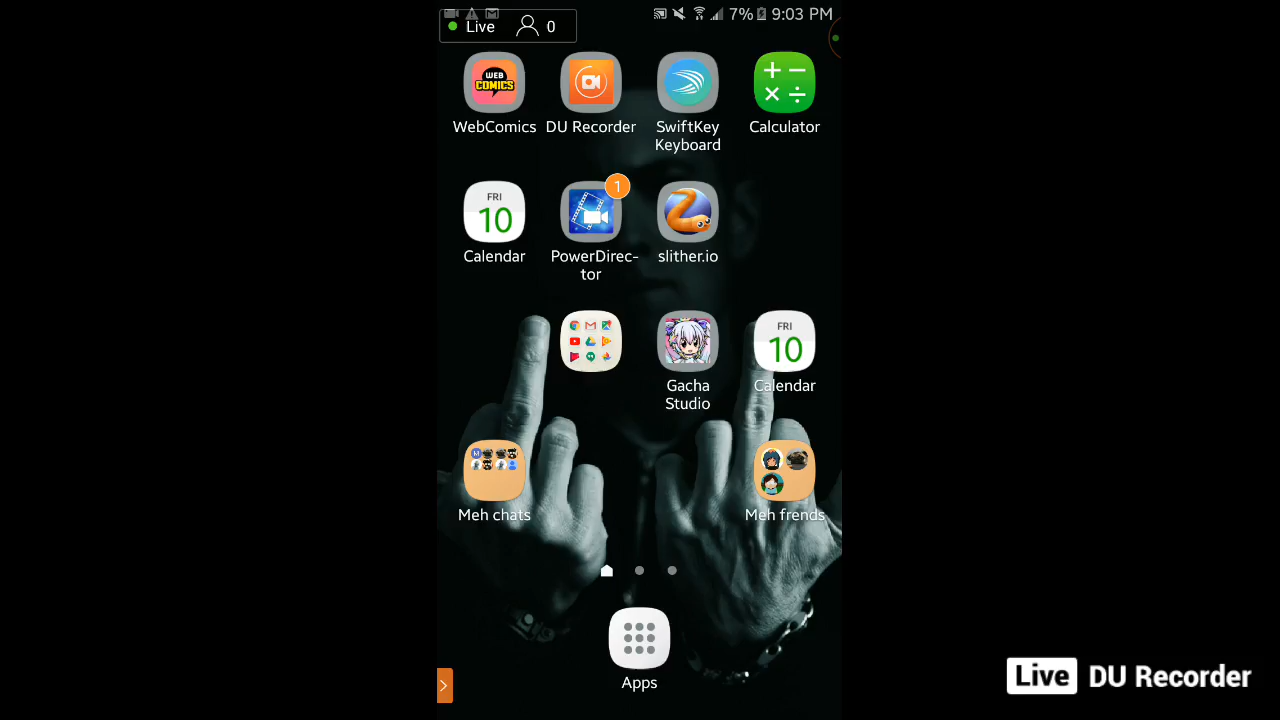 7% 9:03 PM
Live 0
WEB
COMICS
WebComics DU Recorder SwiftKey
Keyboard Calculator
FRI
10
1
Calendar PowerDirec-
tor slither.io
FRI
10
Gacha
Studio Calendar
Meh chats Meh frends
Apps
Live DU Recorder